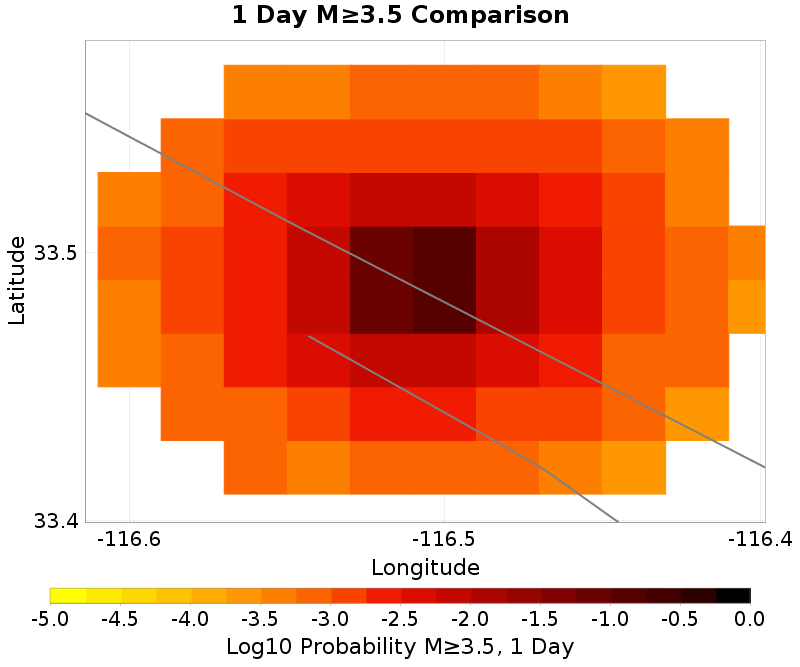 1 Day M≥3.5 Comparison
Latitude
33.5
33.4
-116.6 -116.5 -116.4
Longitude
-5.0 -4.5 -4.0 -3.5 -3.0 -2.5 -2.0 -1.5 -1.0 -0.5 0.0
Log10 Probability M≥3.5, 1 Day